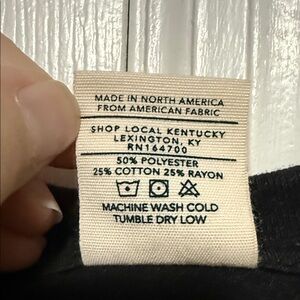 MADE IN NORTH AMERICA
FROM AMERICAN FABRIC
SHOP LOCAL KENTUCKY
LEXINGTON, KY
RN164700
50% POLYESTER
25% COTTON 25% RAYON
MACHINE WASH COLD
TUMBLE DRY LOW